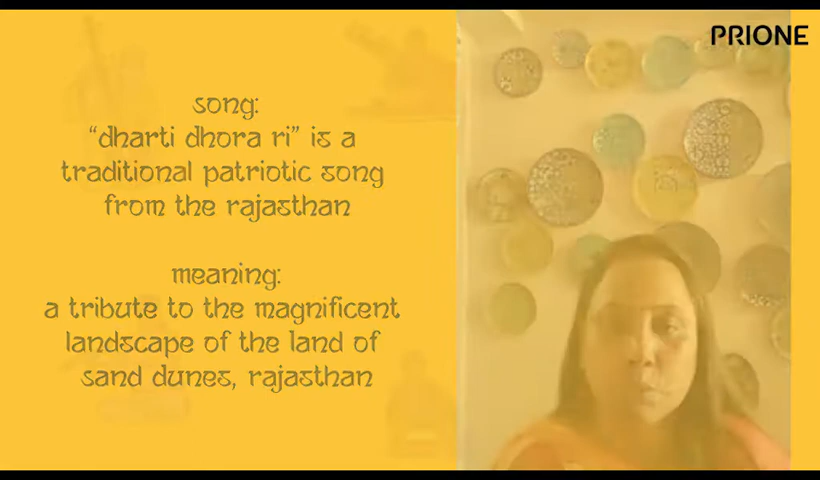 PRIONE
song:
"dharti dhora ri" is a
traditional patriotic song
from the rajasthan
meaning:
a tribute to the magnificent
landscape of the land of
sand dunes, rajasthan